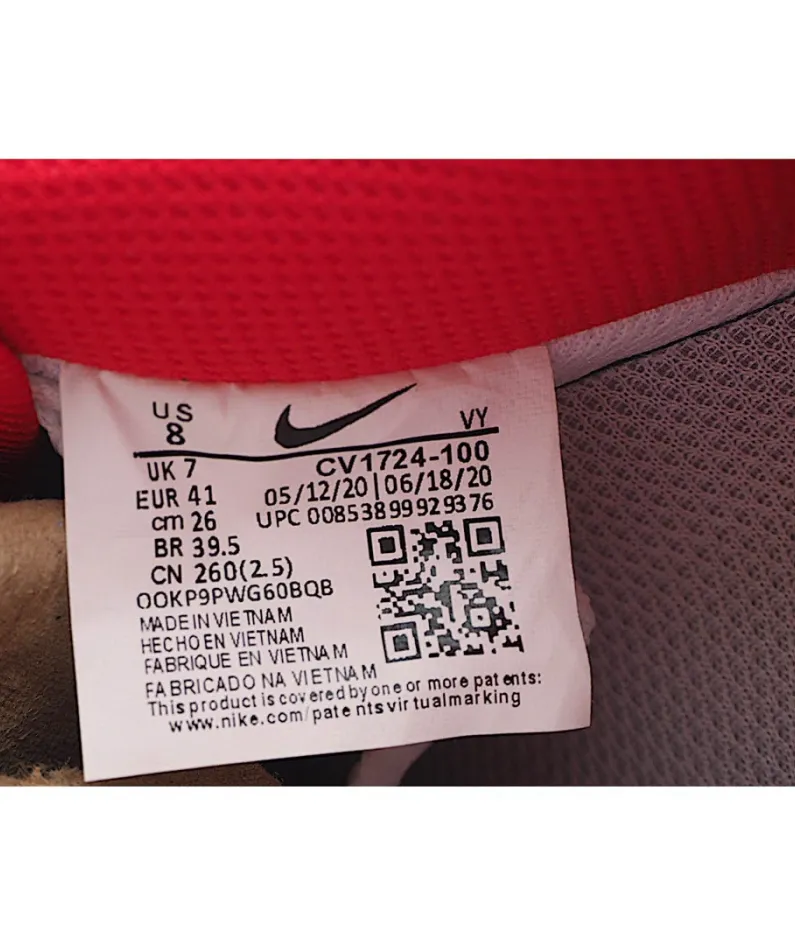 US
8
VY
UK 7
CV1724-100
EUR 41
05/12/20|06/18/20
cm 26
UPC 00853899929376
BR 39.5
CN 260(2.5)
OOKP9PWG60BQB
MADE IN VIETNAM
HECHO EN VIETNAM
FABRIQUE EN VIETNAM
FABRICADO NA VIETNAM
This product is covered by one or more patents:
www.nike.com/patentsvirtualmarking